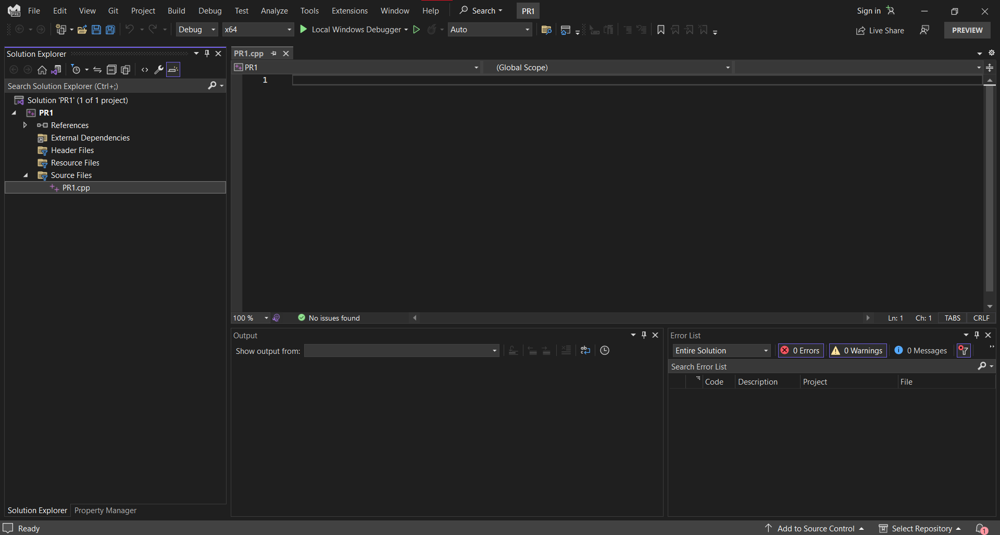 PRE File Edit View Git Project Build Debug Test Analyze Tools Extensions Window Help Search PR1 Sign in
Debug x64 Local Windows Debugger Auto Live Share PREVIEW
Solution Explorer
Search Solution Explorer (Ctrl+;)
Solution 'PR1' (1 of 1 project)
PR1
References
External Dependencies
Header Files
Resource Files
Source Files
PR1.cpp
Solution Explorer Property Manager
PR1.cpp
PR1 (Global Scope)
1
100 % No issues found Ln: 1 Ch: 1 TABS CRLF
Output
Show output from:
Error List
Entire Solution 0 Errors 0 Warnings 0 Messages
Search Error List
Code Description Project File
Ready Add to Source Control Select Repository 1